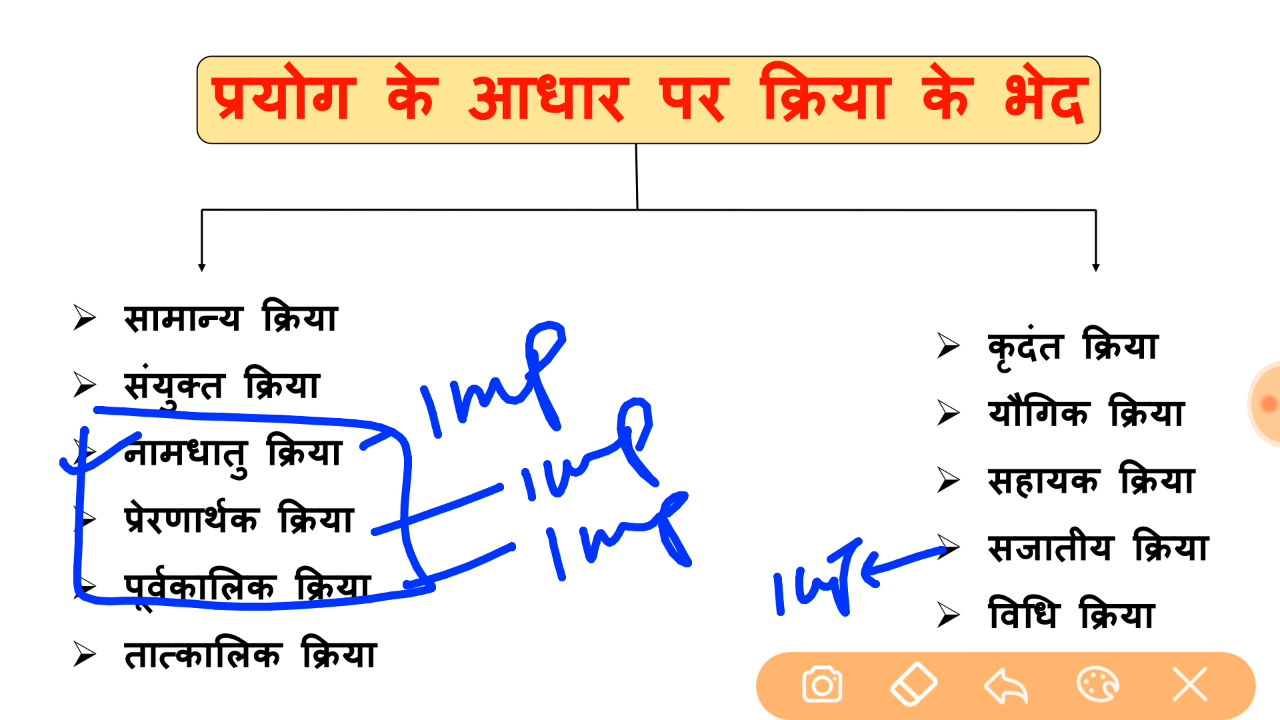 प्रयोग के आधार पर क्रिया के भेद
सामान्य क्रिया
संयुक्त क्रिया
नामधातु क्रिया Imp
प्रेरणार्थक क्रिया Imp
पूर्वकालिक क्रिया Imp
तात्कालिक क्रिया
कृदंत क्रिया
यौगिक क्रिया
सहायक क्रिया
सजातीय क्रिया Imp
विधि क्रिया